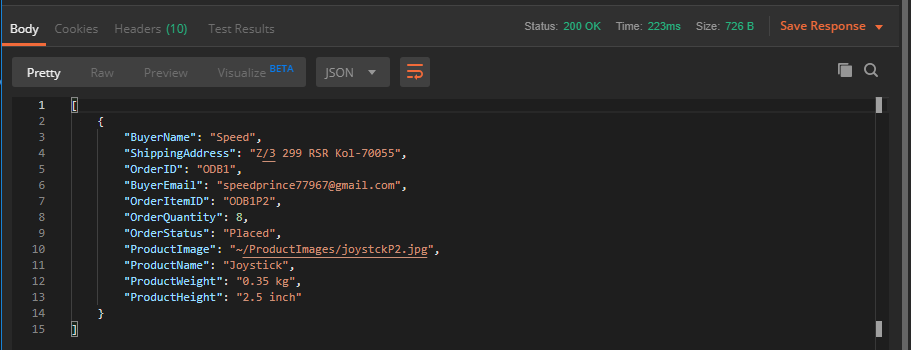 Body Cookies Headers (10) Test Results Status: 200 OK Time: 223ms Size: 726 B Save Response
Pretty Raw Preview Visualize BETA JSON
1 [
2 {
3 "BuyerName": "Speed",
4 "ShippingAddress": "Z/3 299 RSR Kol-70055",
5 "OrderID": "ODB1",
6 "BuyerEmail": "speedprince77967@gmail.com",
7 "OrderItemID": "ODB1P2",
8 "OrderQuantity": 8,
9 "OrderStatus": "Placed",
10 "ProductImage": "~/ProductImages/joystckP2.jpg",
11 "ProductName": "Joystick",
12 "ProductWeight": "0.35 kg",
13 "ProductHeight": "2.5 inch"
14 }
15 ]